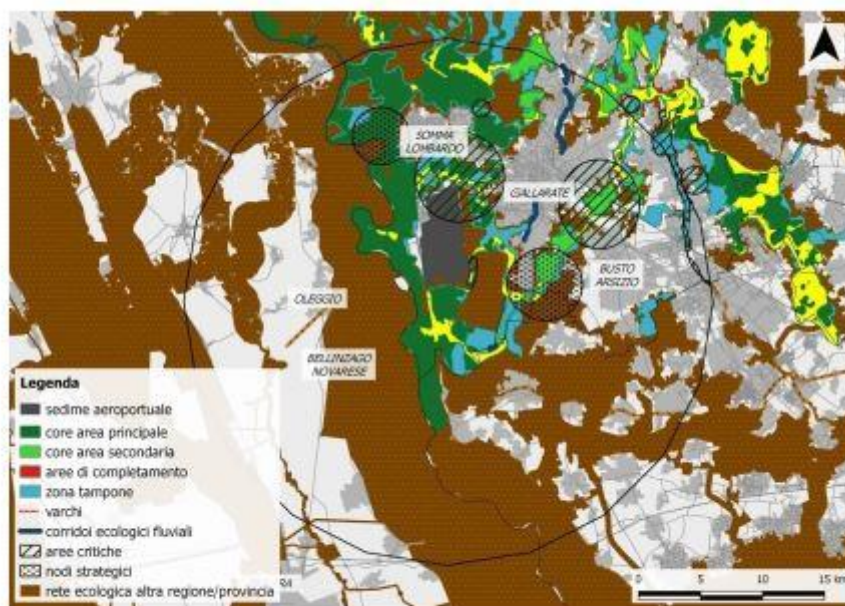 SOMMA
LOMBARDO
GALLARATE
BUSTO
ARSIZIO
OLEGGIO
BELLINZAGO
NOVARESE
Legenda
sedime aeroportuale
core area principale
core area secondaria
aree di completamento
zona tampone
varchi
corridoi ecologici fluviali
aree critiche
nodi strategici
rete ecologica altra regione/provincia
0 5 10 15 km